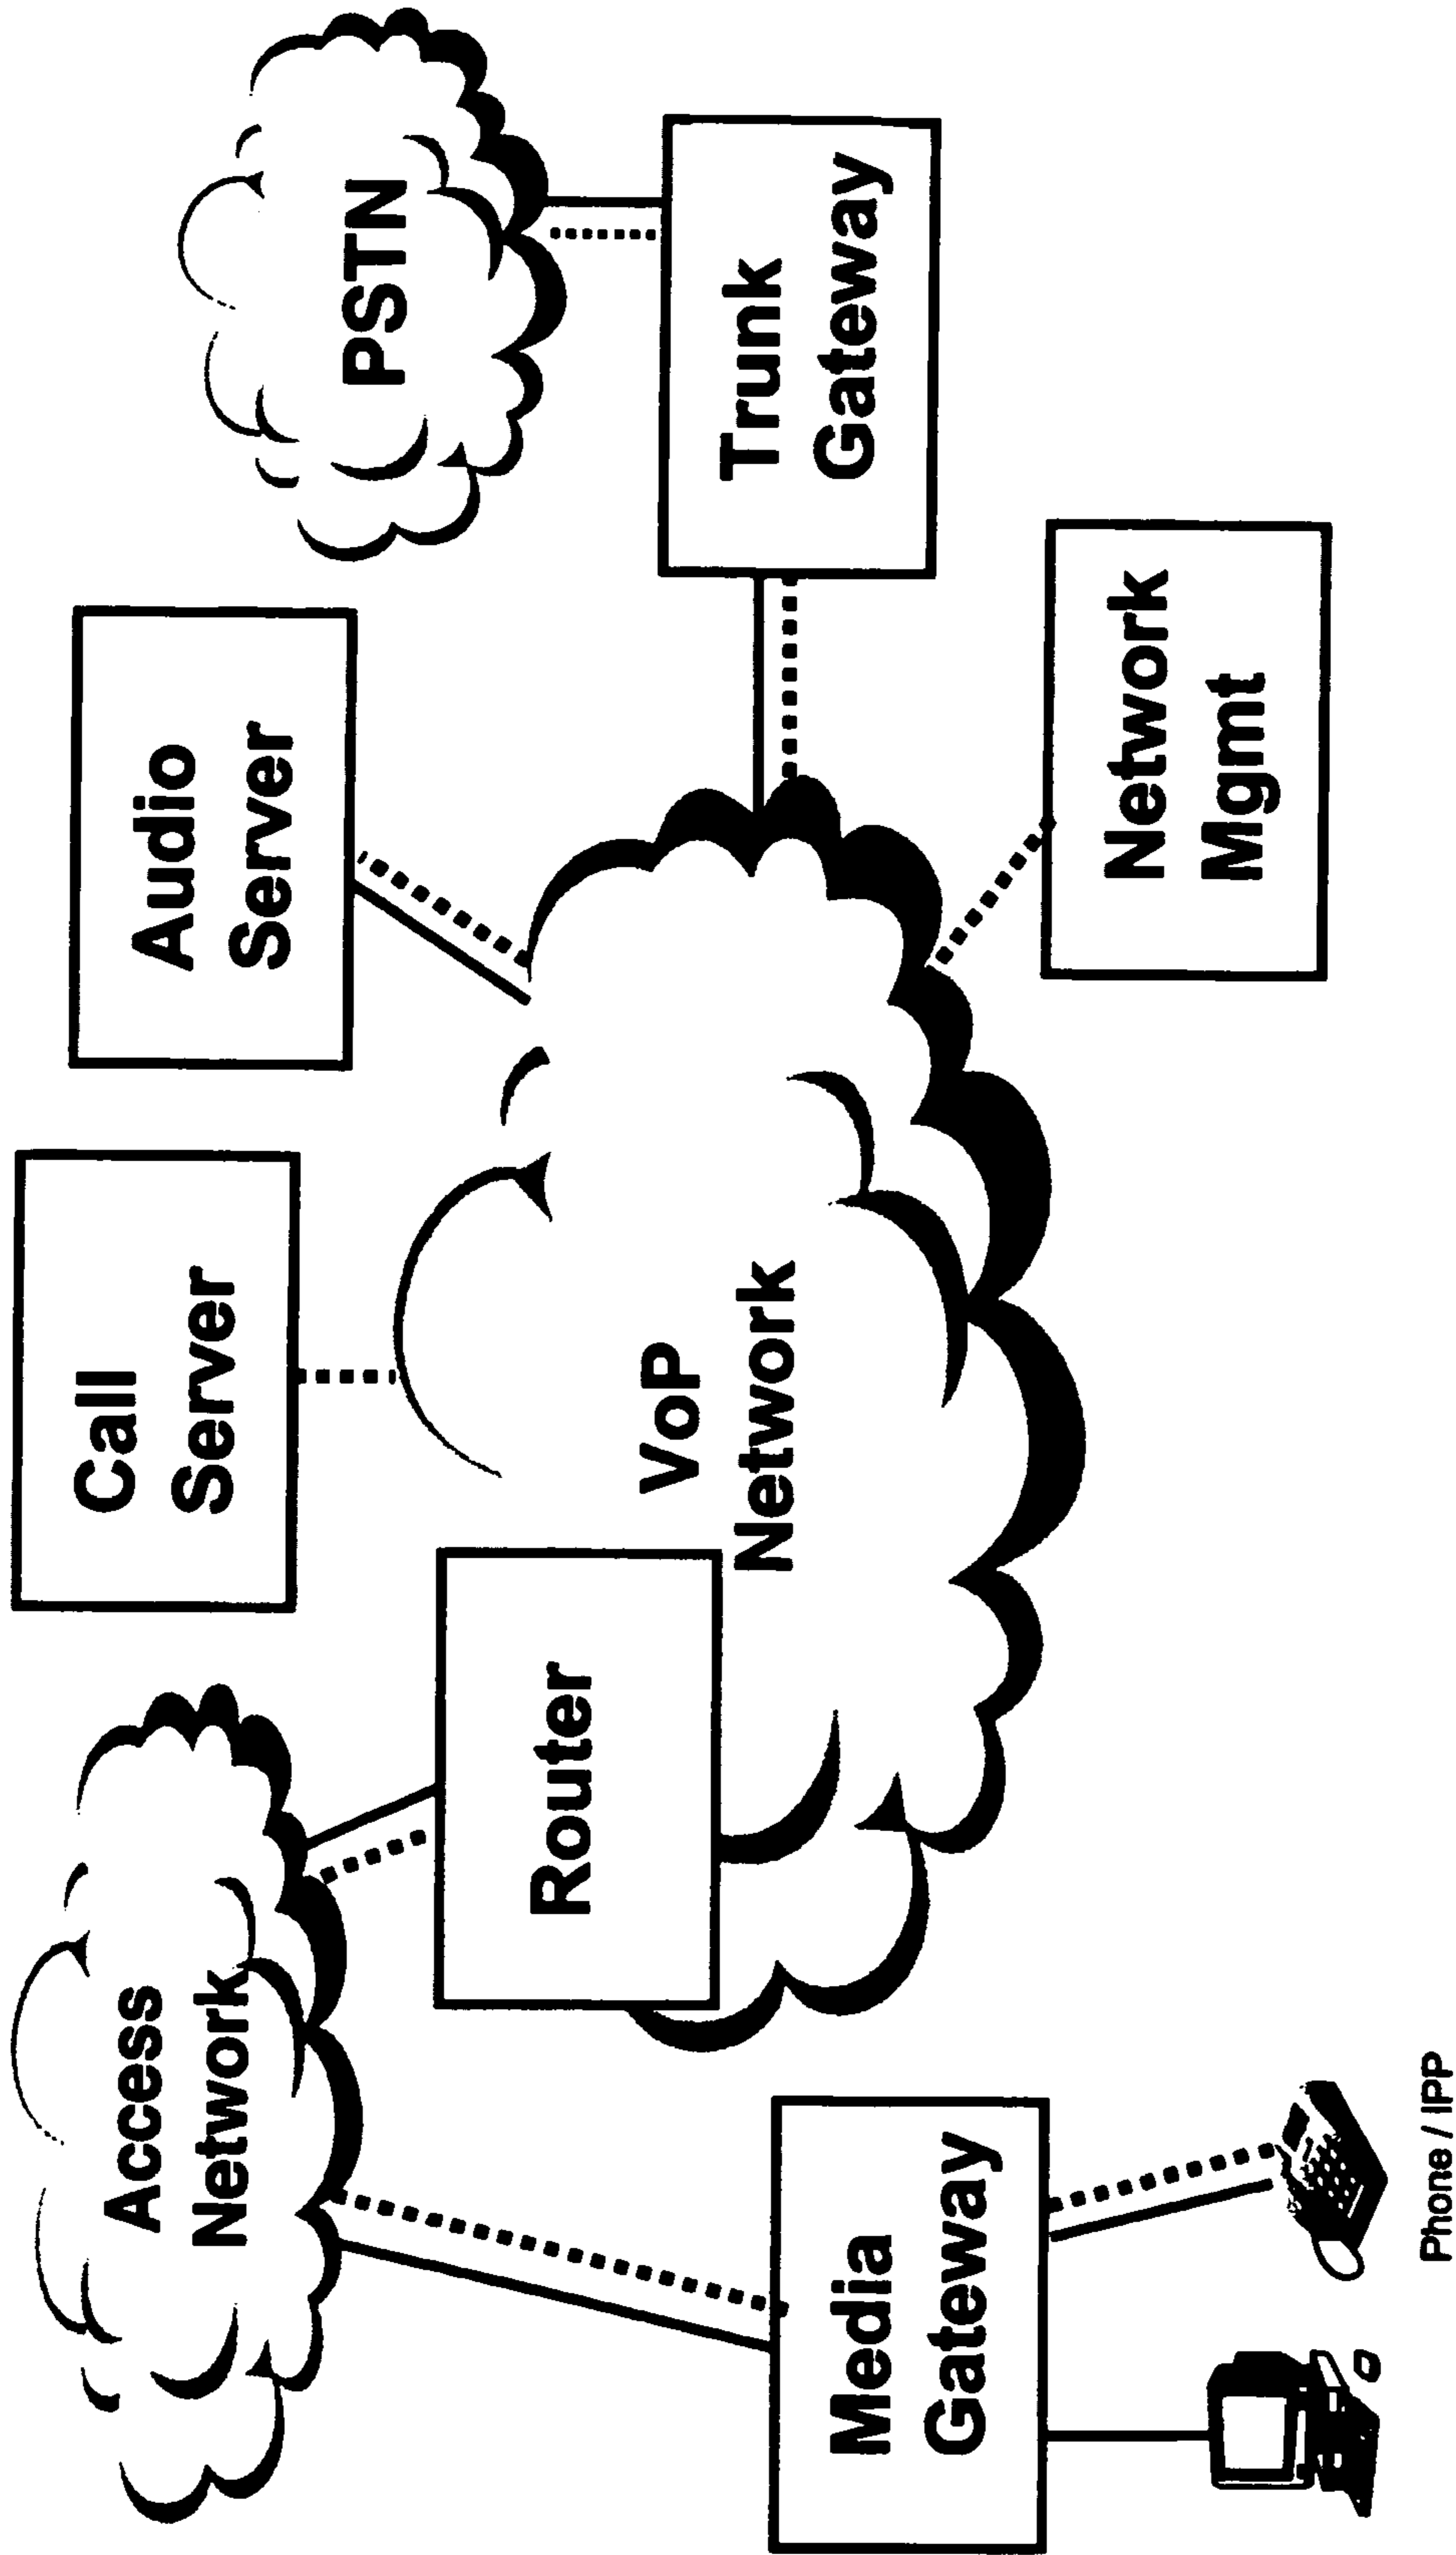 Access
Network
Call
Server
Audio
Server
PSTN
Router
VoP
Network
Trunk
Gateway
Media
Gateway
Network
Mgmt
Phone / IPP